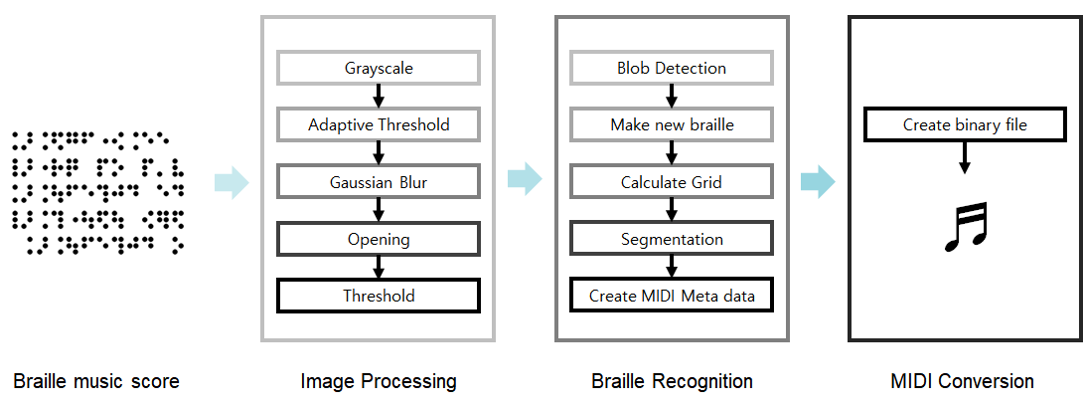 Grayscale
Adaptive Threshold
Gaussian Blur
Opening
Threshold
Blob Detection
Make new braille
Calculate Grid
Segmentation
Create MIDI Meta data
Create binary file
Braille music score
Image Processing
Braille Recognition
MIDI Conversion